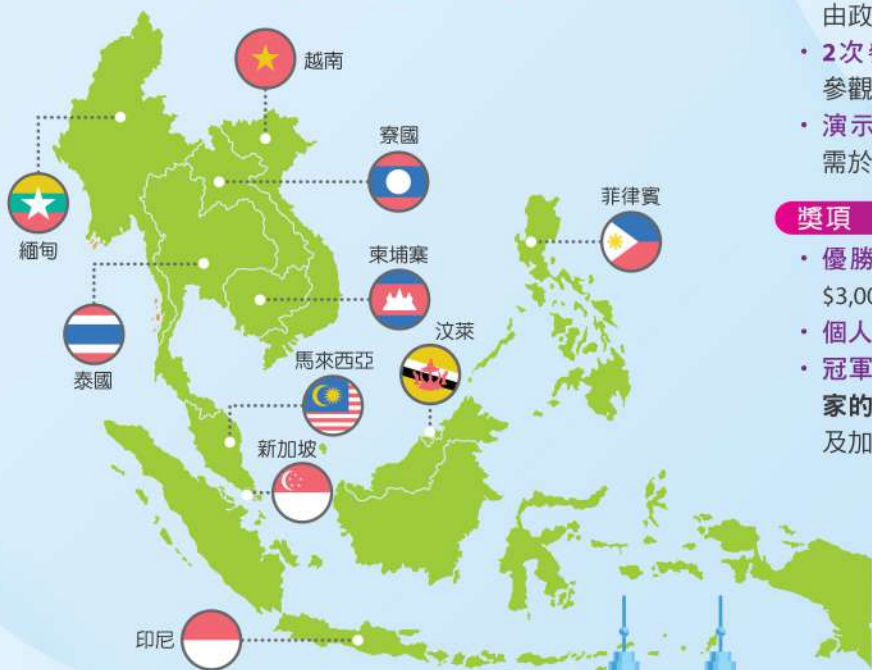 越南
寮國
緬甸
菲律賓
柬埔寨
泰國
汶萊
馬來西亞
新加坡
印尼
由政
• 2次
參觀
• 演示
需於
獎項
• 優勝
$3,00
• 個人
• 冠軍
家的
及加